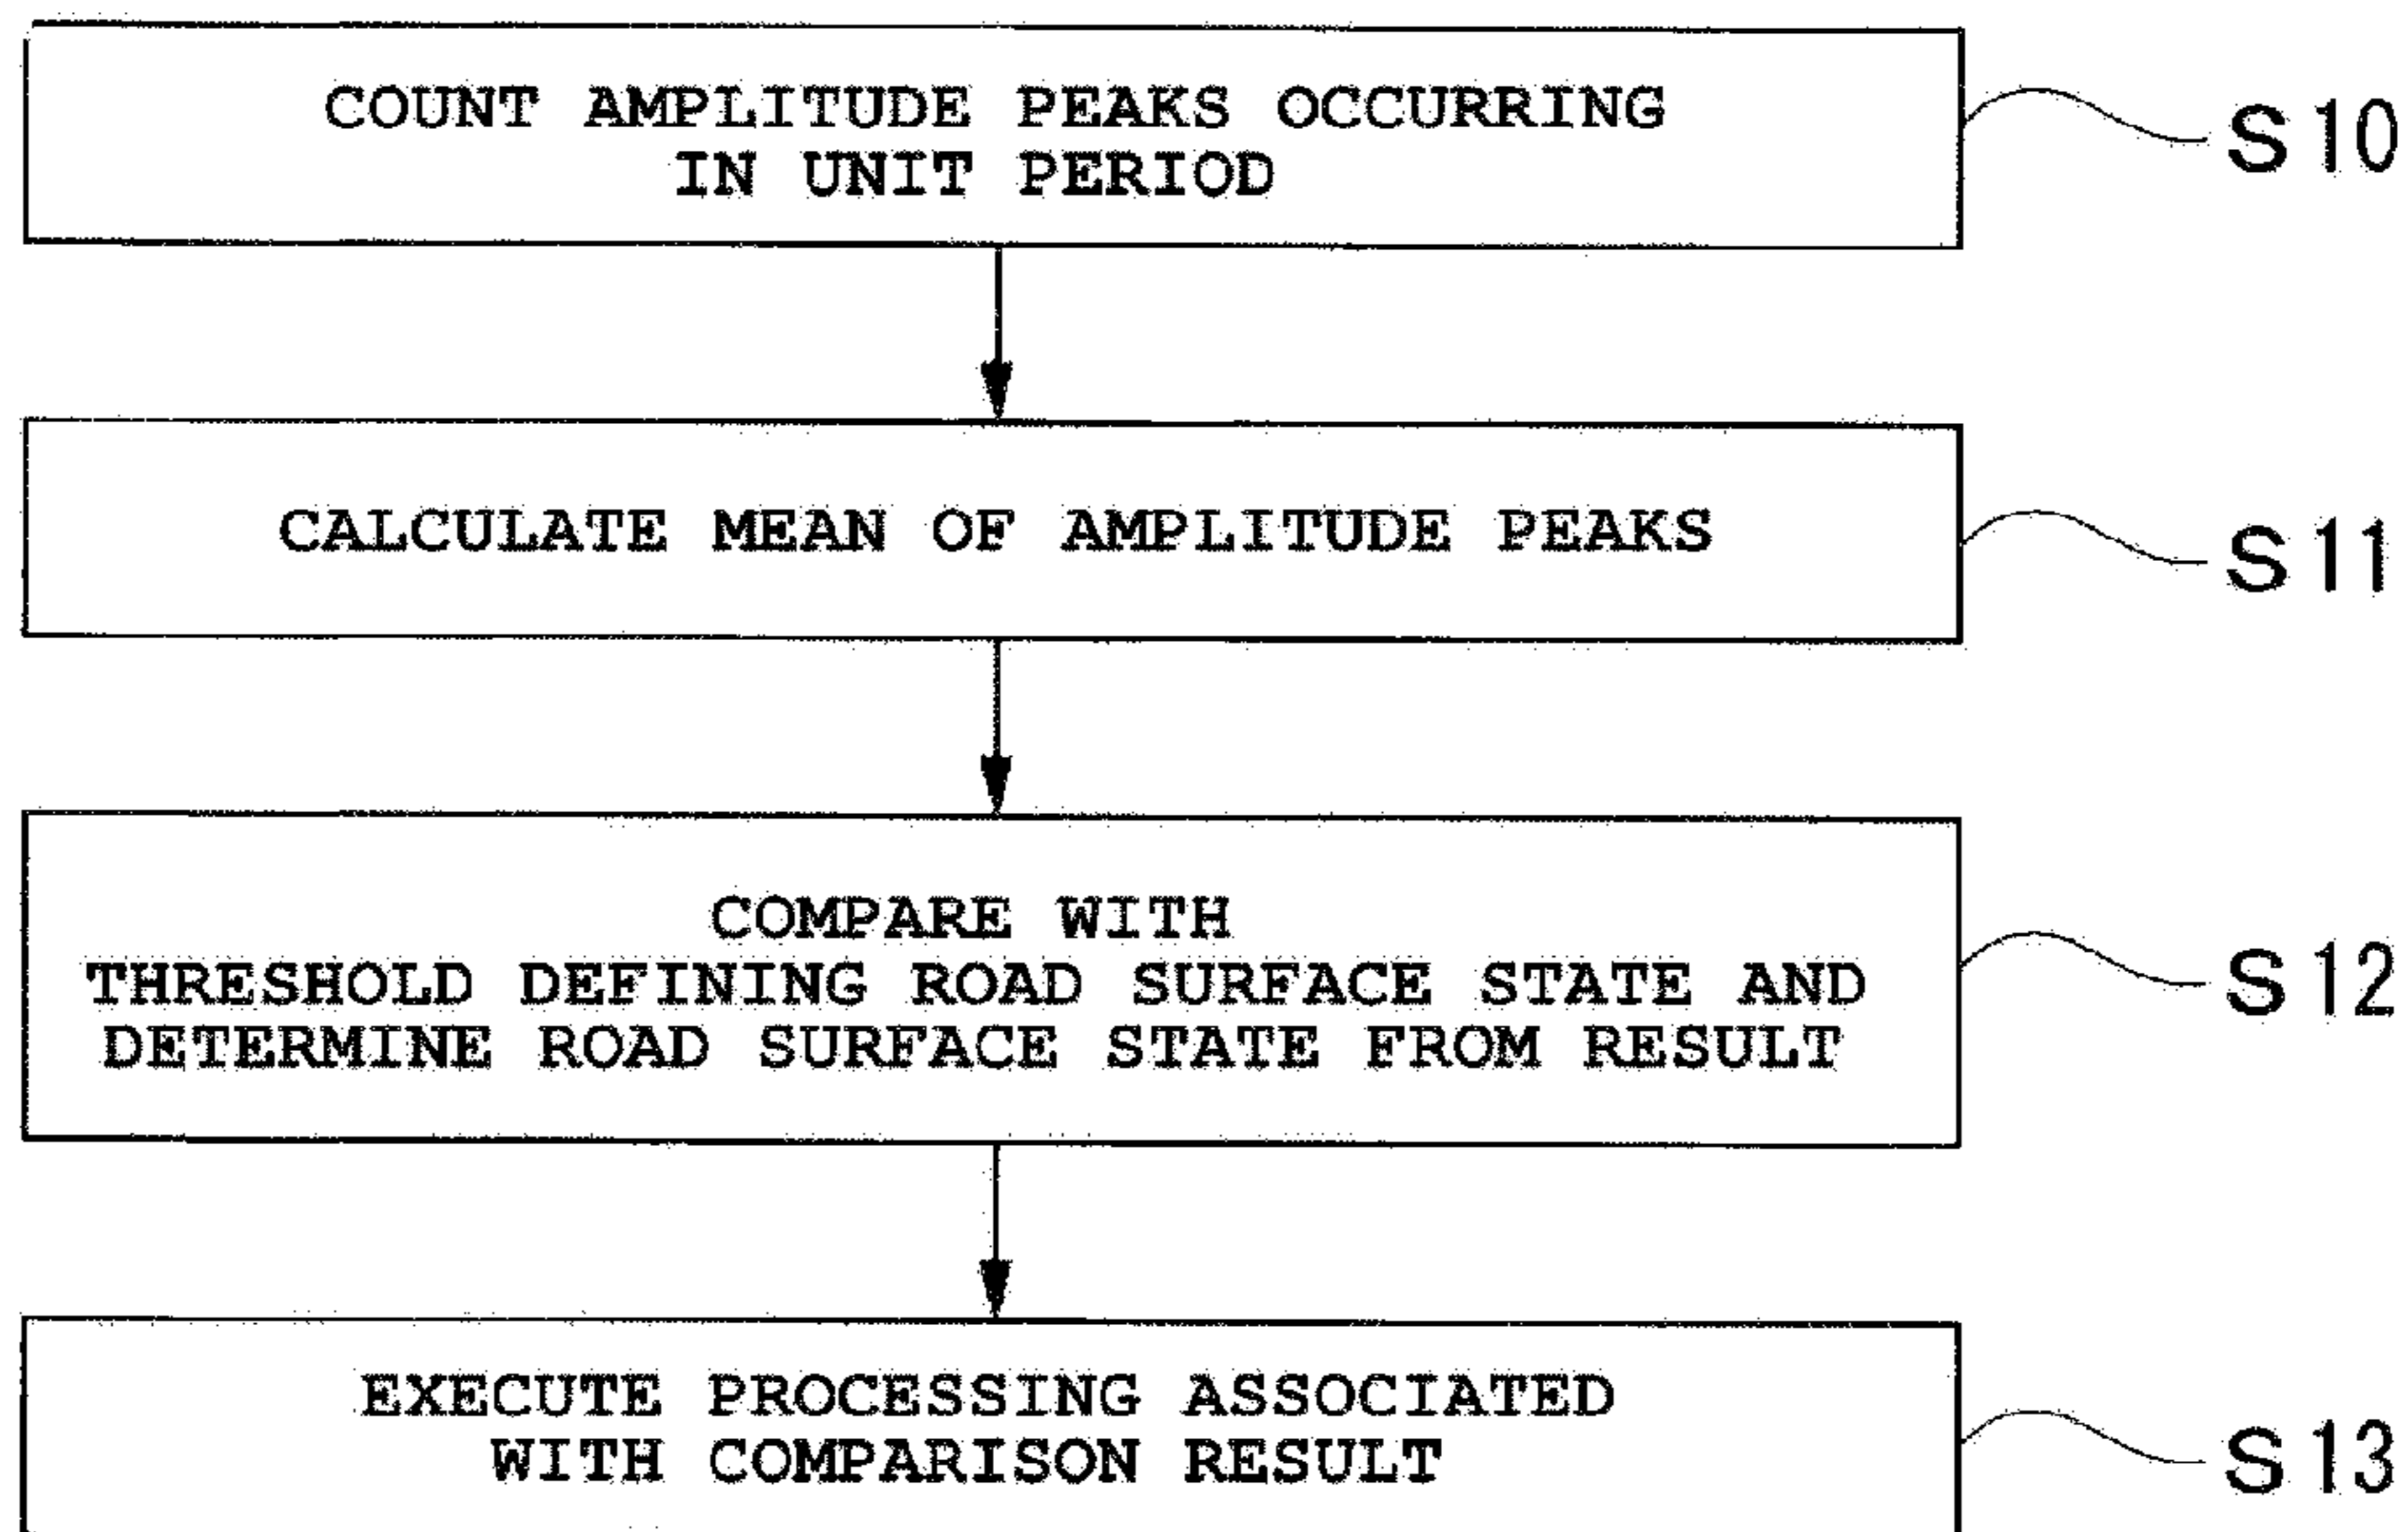 COUNT AMPLITUDE PEAKS OCCURRING
IN UNIT PERIOD
S10
CALCULATE MEAN OF AMPLITUDE PEAKS
S11
COMPARE WITH
THRESHOLD DEFINING ROAD SURFACE STATE AND
DETERMINE ROAD SURFACE STATE FROM RESULT
S12
EXECUTE PROCESSING ASSOCIATED
WITH COMPARISON RESULT
S13